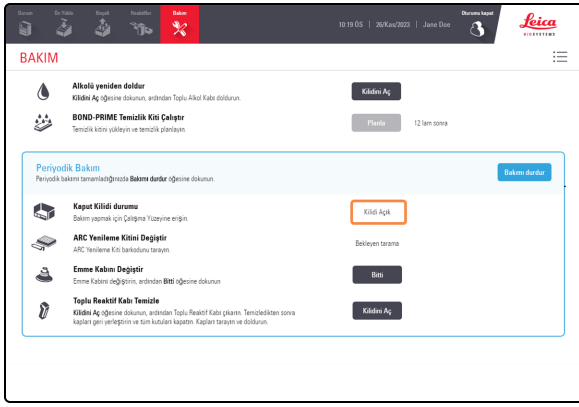 Durum
Ön Yükle
Boşalt
Reaktifler
Bakım
10:19 ÖS | 26/Kas/2023 | Jane Doe
Oturumu kapat
Leica
BIOSYSTEMS
BAKIM
Alkolü yeniden doldur
Kilidini Aç öğesine dokunun, ardından Toplu Alkol Kabı doldurun.
Kilidini Aç
BOND-PRIME Temizlik Kiti Çalıştır
Temizlik kitini yükleyin ve temizlik planlayın.
Planla
12 lam sonra
Periyodik Bakım
Periyodik bakımı tamamladığınızda Bakımı durdur öğesine dokunun.
Bakımı durdur
Kaput Kilidi durumu
Bakım yapmak için Çalışma Yüzeyine erişin.
Kilidi Açık
ARC Yenileme Kitini Değiştir
ARC Yenileme Kiti barkodunu tarayın.
Bekleyen tarama
Emme Kabını Değiştir
Emme Kabını değiştirin, ardından Bitti öğesine dokunun
Bitti
Toplu Reaktif Kabı Temizle
Kilidini Aç öğesine dokunun, ardından Toplu Reaktif Kabı çıkarın. Temizledikten sonra
kapları geri yerleştirin ve tüm kutuları kapatın. Kapları tarayın ve doldurun.
Kilidini Aç